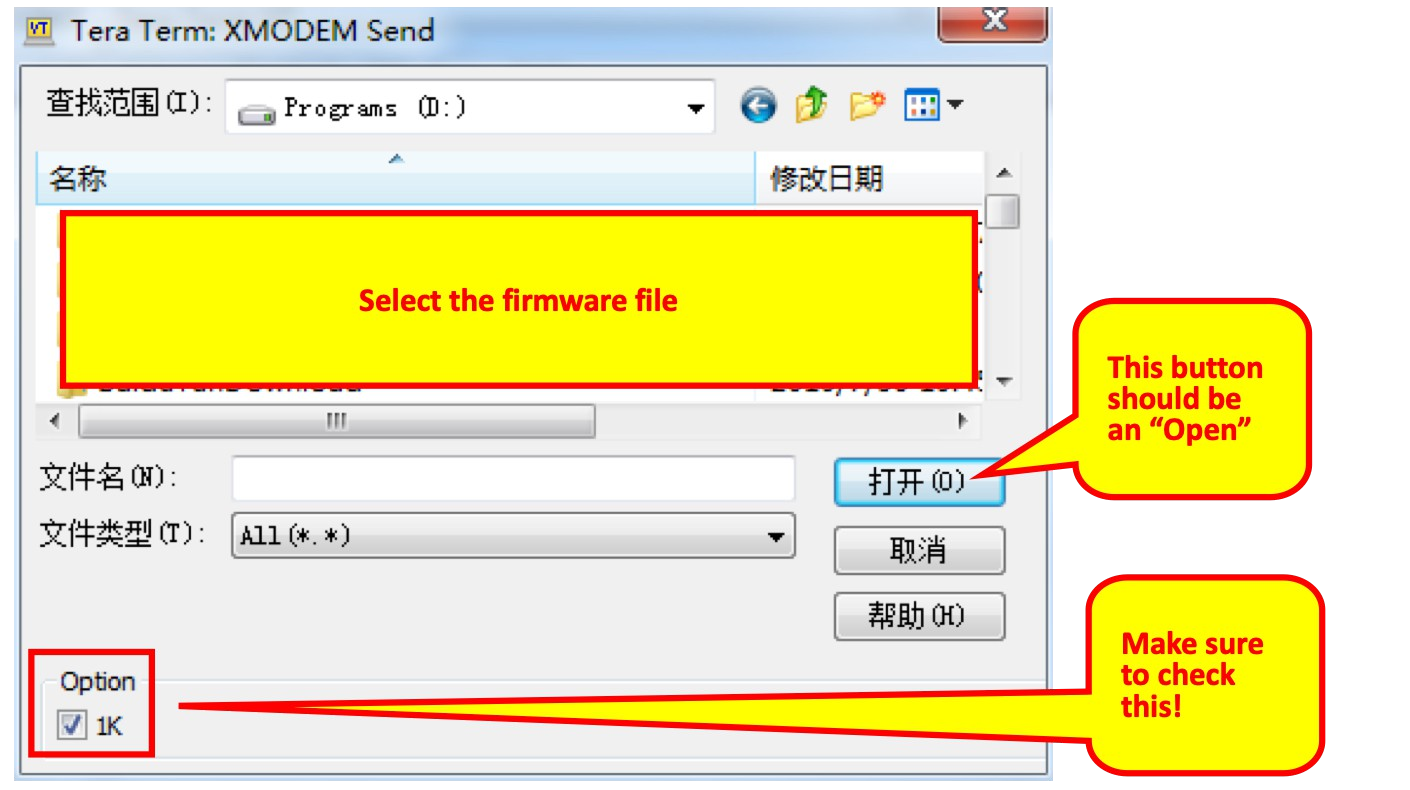 Tera Term: XMODEM Send
查找范围(I):
Programs (D:)
名称
修改日期
Select the firmware file
This button
should be
an “Open”
文件名(N):
打开(O)
文件类型(T):
All(*.*)
取消
帮助(H)
Make sure
to check
this!
Option
1K